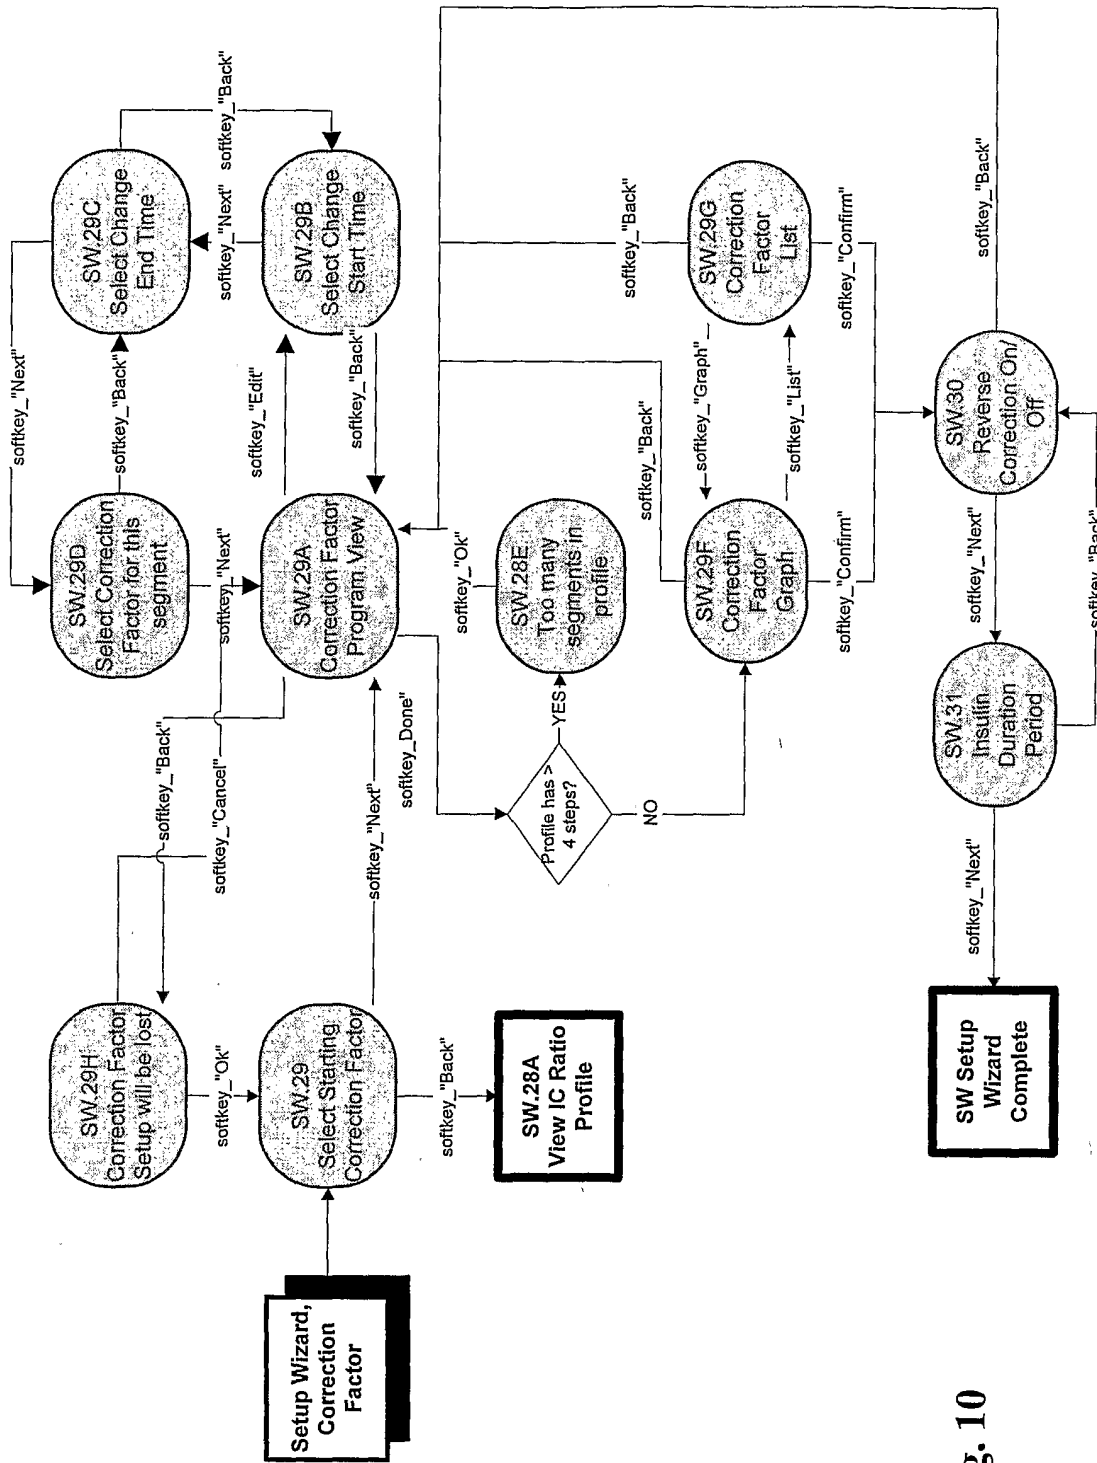 Setup Wizard,
Correction
Factor
SW.29H
Correction Factor
Setup will be lost
softkey_"Ok"
SW.29
Select Starting
Correction Factor
softkey_"Back"
SW.28A
View IC Ratio
Profile
softkey_"Cancel"
softkey_"Back"
softkey_"Next"
softkey_"Next"
SW.29D
Select Correction
Factor for this
segment
softkey_"Next"
softkey_"Back"
SW.29C
Select Change
End Time
softkey_"Back"
softkey_"Next"
SW.29B
Select Change
Start Time
softkey_"Edit"
softkey_"Back"
SW.29A
Correction Factor
Program View
softkey_Done"
softkey_"Ok"
Profile has >
4 steps?
YES
NO
SW.28E
Too many
segments in
profile
SW.29F
Correction
Factor
Graph
softkey_"Back"
softkey_"Graph"
softkey_"List"
softkey_"Confirm"
SW.29G
Correction
Factor
List
softkey_"Back"
softkey_"Confirm"
SW.30
Reverse
Correction On/
Off
softkey_"Back"
softkey_"Next"
softkey_"Back"
SW.31
Insulin
Duration
Period
softkey_"Next"
SW Setup
Wizard
Complete
g. 10